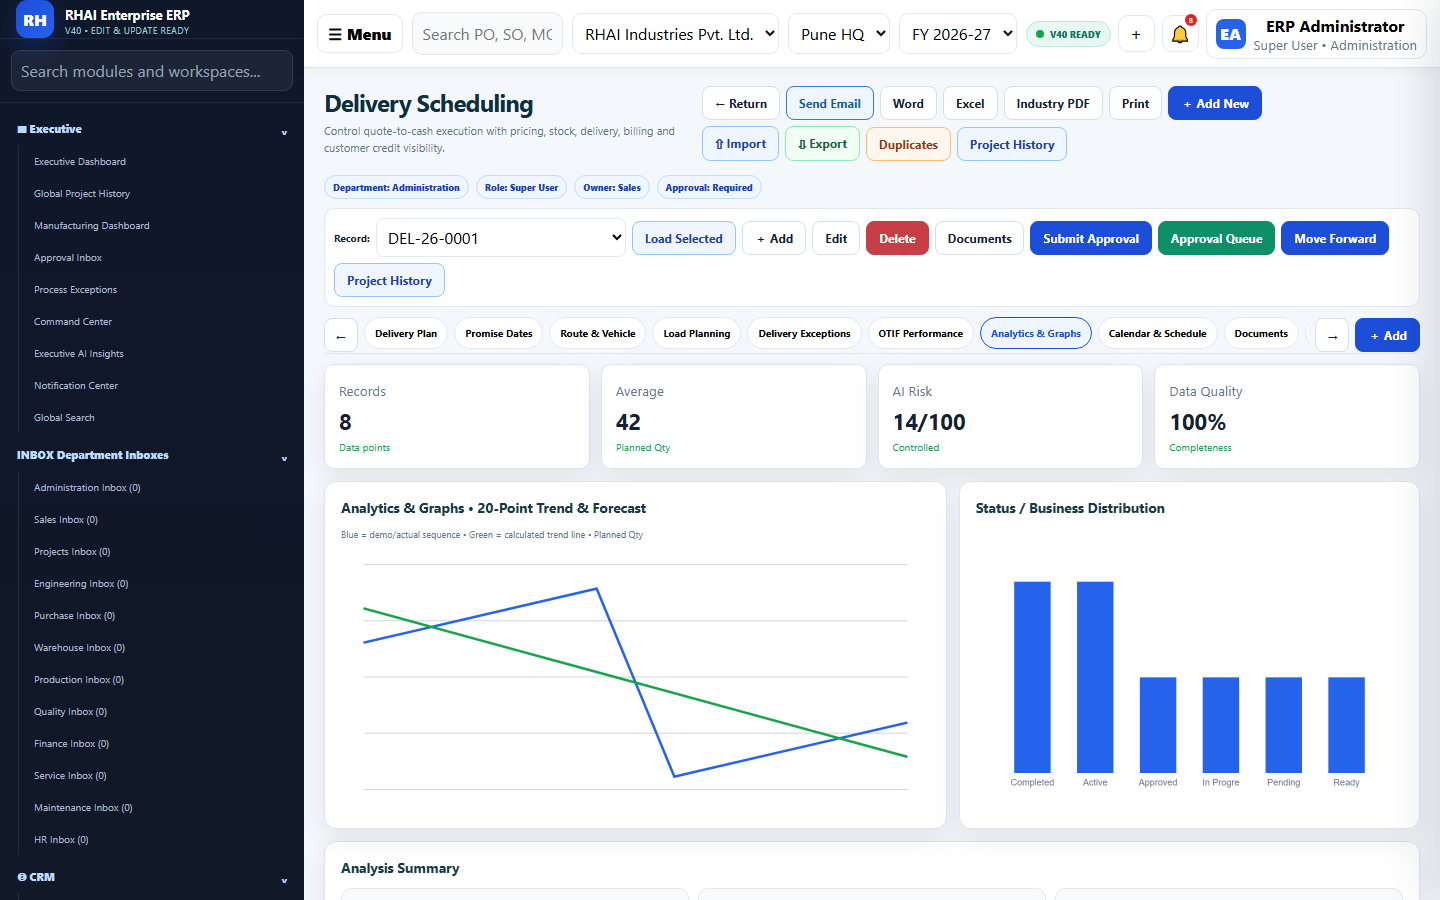 RH
RHAI Enterprise ERP
V40 • EDIT & UPDATE READY
Search modules and workspaces...
Executive
Executive Dashboard
Global Project History
Manufacturing Dashboard
Approval Inbox
Process Exceptions
Command Center
Executive AI Insights
Notification Center
Global Search
INBOX Department Inboxes
Administration Inbox (0)
Sales Inbox (0)
Projects Inbox (0)
Engineering Inbox (0)
Purchase Inbox (0)
Warehouse Inbox (0)
Production Inbox (0)
Quality Inbox (0)
Finance Inbox (0)
Service Inbox (0)
Maintenance Inbox (0)
HR Inbox (0)
CRM
☰ Menu
Search PO, SO, MC
RHAI Industries Pvt. Ltd.
Pune HQ
FY 2026-27
V40 READY
+
8
EA
ERP Administrator
Super User • Administration
Delivery Scheduling
Control quote-to-cash execution with pricing, stock, delivery, billing and
customer credit visibility.
← Return
Send Email
Word
Excel
Industry PDF
Print
+ Add New
⇧ Import
⇩ Export
Duplicates
Project History
Department: Administration
Role: Super User
Owner: Sales
Approval: Required
Record:
DEL-26-0001
Load Selected
+ Add
Edit
Delete
Documents
Submit Approval
Approval Queue
Move Forward
Project History
←
Delivery Plan
Promise Dates
Route & Vehicle
Load Planning
Delivery Exceptions
OTIF Performance
Analytics & Graphs
Calendar & Schedule
Documents
→
+ Add
Records
8
Data points
Average
42
Planned Qty
AI Risk
14/100
Controlled
Data Quality
100%
Completeness
Analytics & Graphs • 20-Point Trend & Forecast
Blue = demo/actual sequence • Green = calculated trend line • Planned Qty
Status / Business Distribution
Completed
Active
Approved
In Progre
Pending
Ready
Analysis Summary